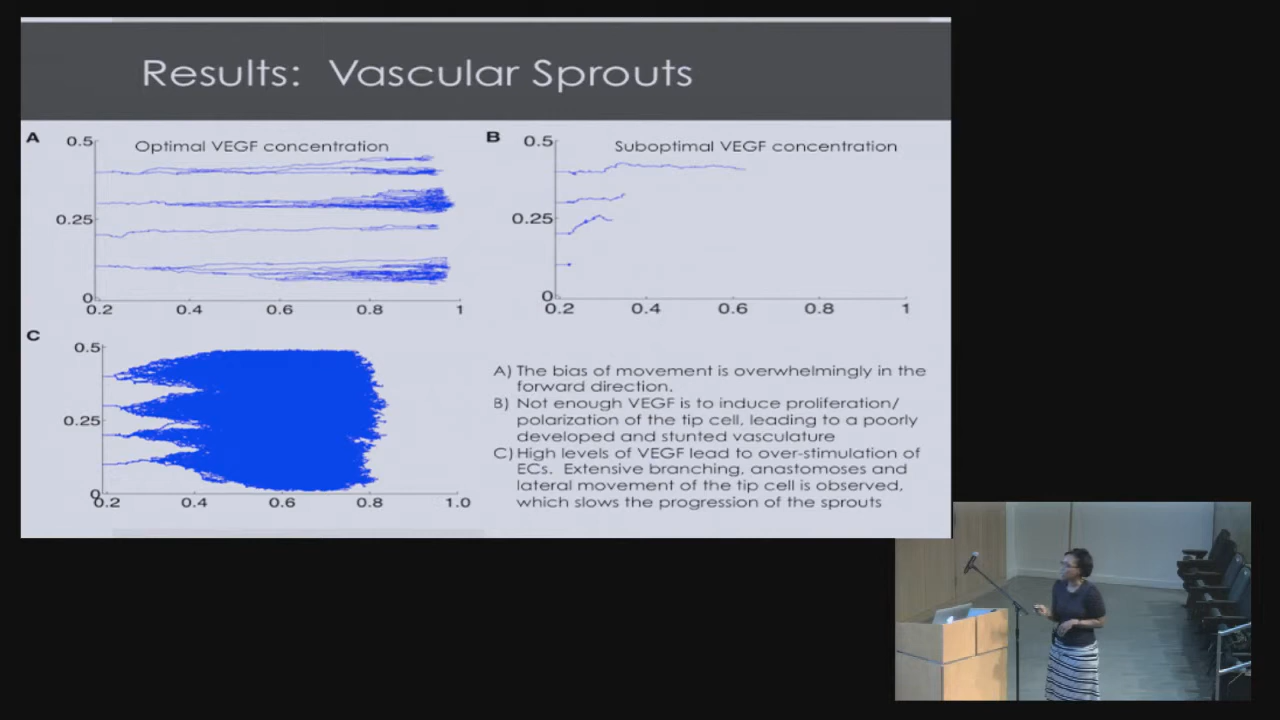 Results: Vascular Sprouts
A
0.5
Optimal VEGF concentration
0.25
0
0.2 0.4 0.6 0.8 1
B
0.5
Suboptimal VEGF concentration
0.25
0
0.2 0.4 0.6 0.8 1
C
0.5
0.25
0
0.2 0.6 0.8 1.0
A) The bias of movement is overwhelmingly in the
forward direction.
B) Not enough VEGF is to induce proliferation/
polarization of the tip cell, leading to a poorly
developed and stunted vasculature
C) High levels of VEGF lead to over-stimulation of
ECs. Extensive branching, anastomoses and
lateral movement of the tip cell is observed,
which slows the progression of the sprouts